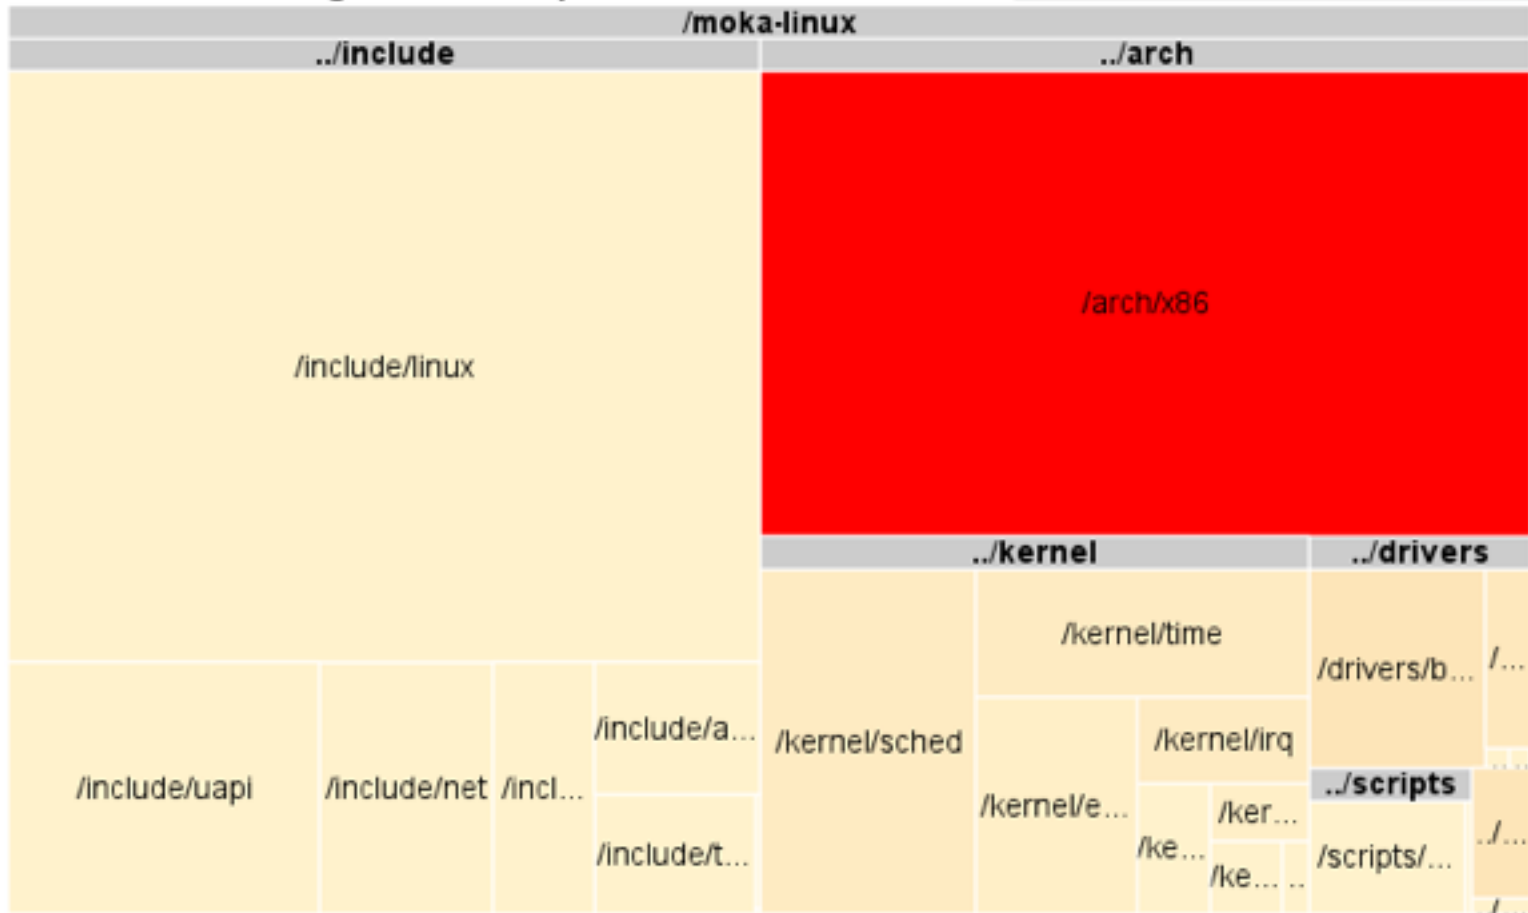 /moka-linux
../include
../arch
/include/linux
/arch/x86
/include/uapi
/include/net
/incl...
/include/a...
/include/t...
../kernel
/kernel/sched
/kernel/time
/kernel/e...
/kernel/irq
/ke...
/ker...
/ke...
..
../drivers
/drivers/b...
/...
..
..
../scripts
/scripts/...
../...